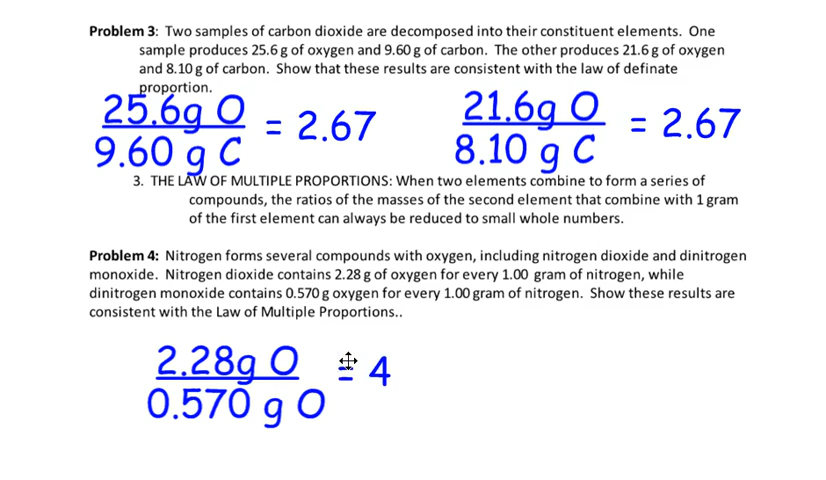 Problem 3: Two samples of carbon dioxide are decomposed into their constituent elements. One
sample produces 25.6 g of oxygen and 9.60 g of carbon. The other produces 21.6 g of oxygen
and 8.10 g of carbon. Show that these results are consistent with the law of definate
proportion.
25.6g O
9.60 g C
= 2.67
21.6g O
8.10 g C
= 2.67
3. THE LAW OF MULTIPLE PROPORTIONS: When two elements combine to form a series of
compounds, the ratios of the masses of the second element that combine with 1 gram
of the first element can always be reduced to small whole numbers.
Problem 4: Nitrogen forms several compounds with oxygen, including nitrogen dioxide and dinitrogen
monoxide. Nitrogen dioxide contains 2.28 g of oxygen for every 1.00 gram of nitrogen, while
dinitrogen monoxide contains 0.570 g oxygen for every 1.00 gram of nitrogen. Show these results are
consistent with the Law of Multiple Proportions..
2.28g O
0.570 g O
= 4